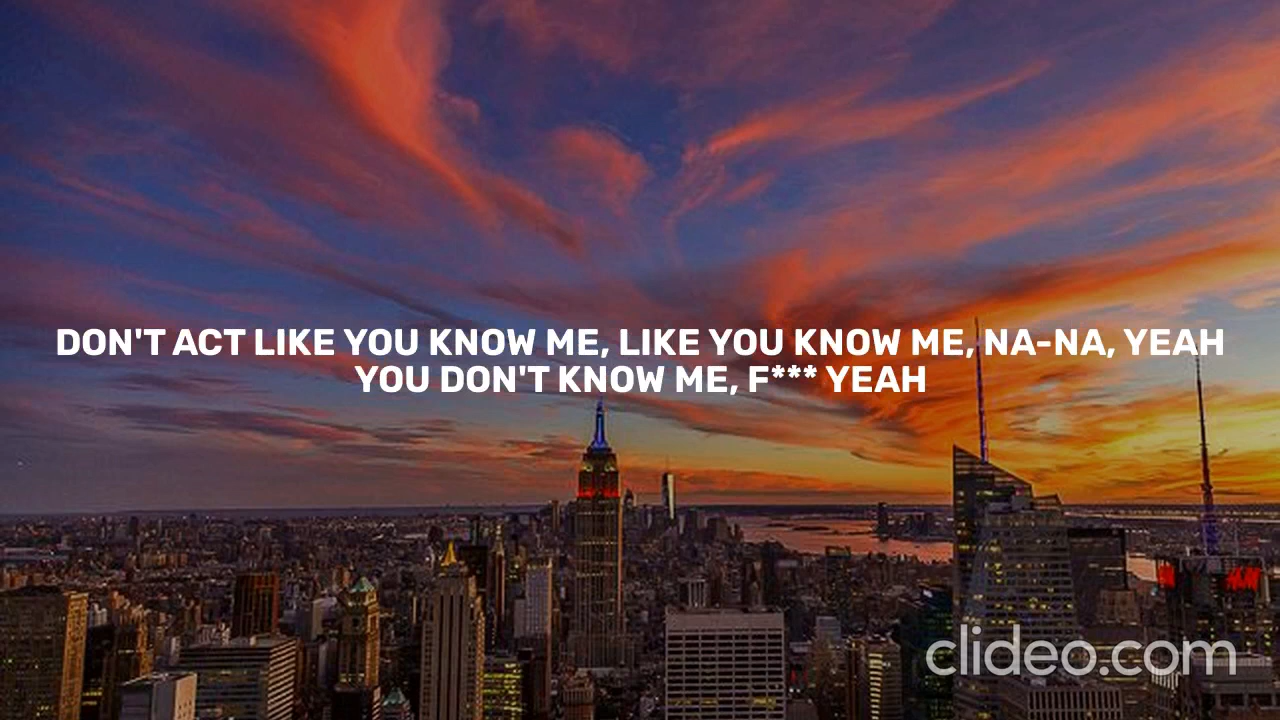 DON'T ACT LIKE YOU KNOW ME, LIKE YOU KNOW ME, NA-NA, YEAH
YOU DON'T KNOW ME, F*** YEAH
H&M
clideo.com